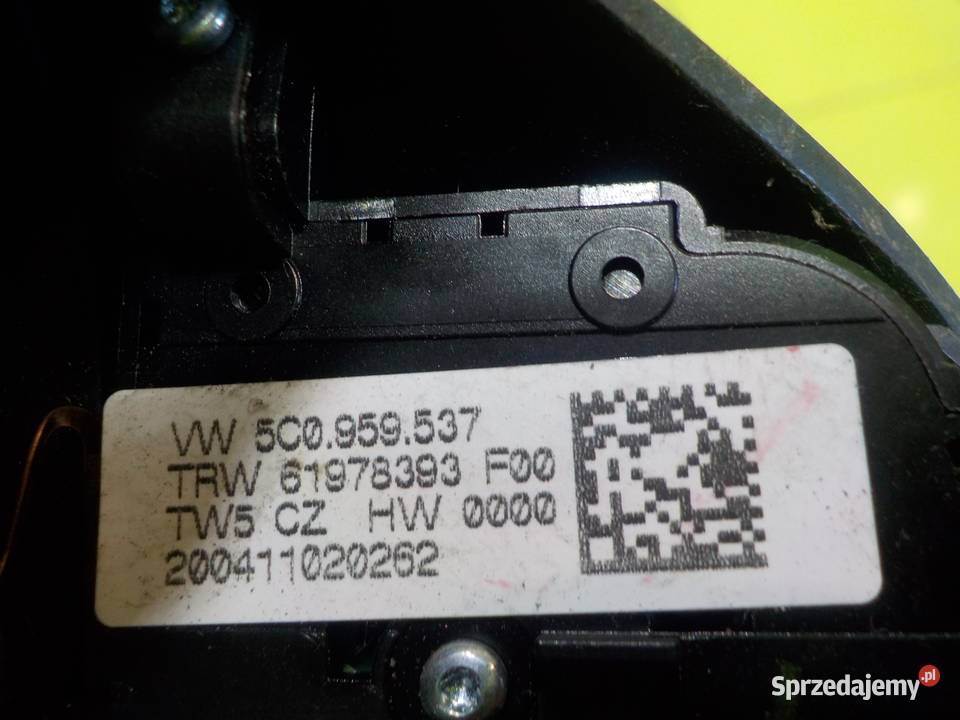 VW 5C0.959.537
TRW 61978393 F00
TW5 CZ HW 0000
200411020262
Sprzedajemy.pl